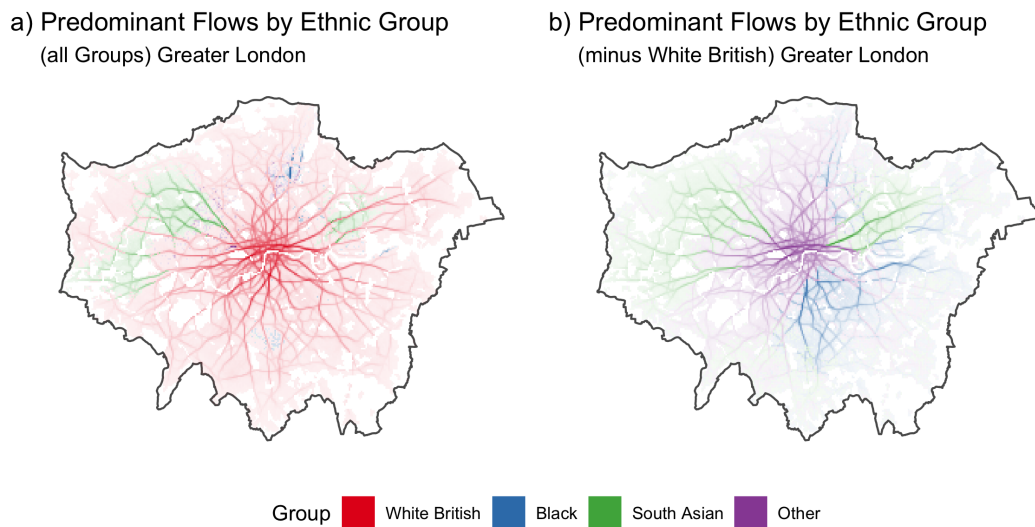 a) Predominant Flows by Ethnic Group
(all Groups) Greater London
b) Predominant Flows by Ethnic Group
(minus White British) Greater London
Group White British Black South Asian Other